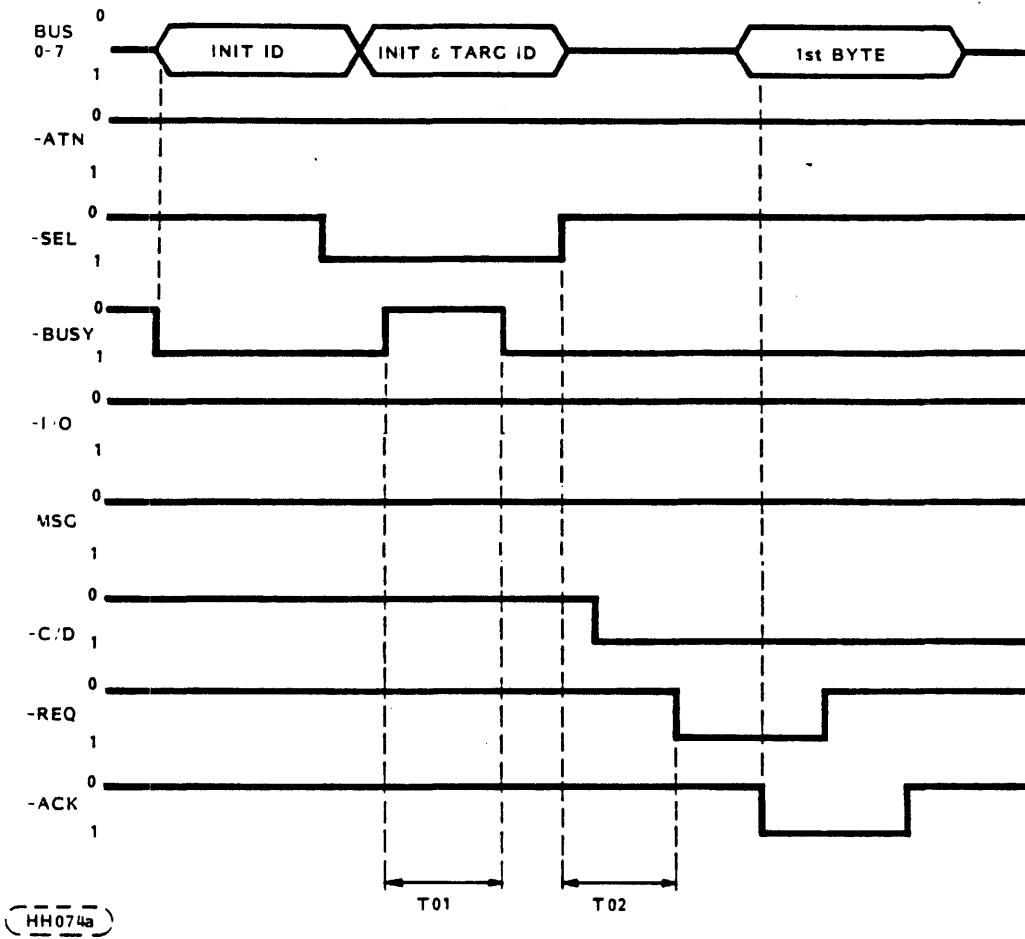 0
BUS
0-7
1
INIT ID
INIT & TARG ID
1st BYTE
0
-ATN
1
0
-SEL
1
0
-BUSY
1
0
-I/O
1
0
MSG
1
0
-C/D
1
0
-REQ
1
0
-ACK
1
T01
T02
HH074a